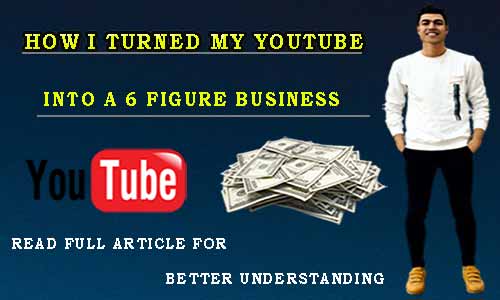 HOW I TURNED MY YOUTUBE
INTO A 6 FIGURE BUSINESS
YouTube
READ FULL ARTICLE FOR
BETTER UNDERSTANDING